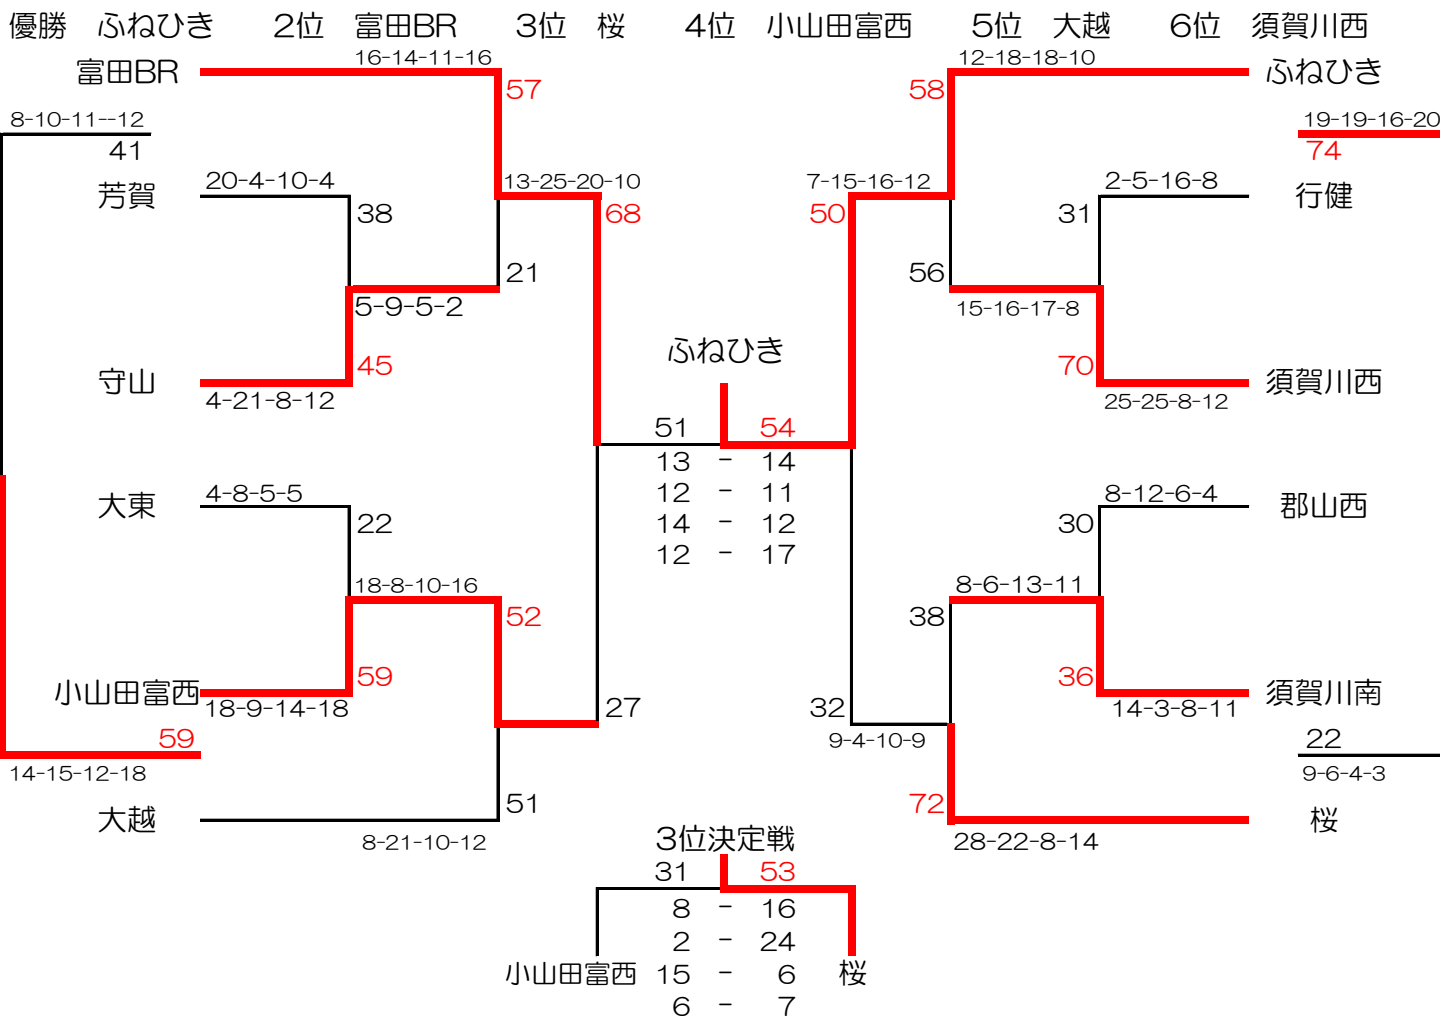 優勝 ふねひき 2位 富田BR 3位 桜 4位 小山田富西 5位 大越 6位 須賀川西
16-14-11-16 12-18-18-10
富田BR ふねひき
57 58
8-10-11--12 19-19-16-20
41 74
20-4-10-4 13-25-20-10 7-15-16-12 2-5-16-8
芳賀 行健
38 68 50 31
21 56
5-9-5-2 15-16-17-8
ふねひき
45 70
守山 須賀川西
4-21-8-12 25-25-8-12
51 54
13 - 14
12 - 11
14 - 12
12 - 17
4-8-5-5 8-12-6-4
大東 郡山西
22 30
18-8-10-16 8-6-13-11
52 38
59 36
小山田富西 須賀川南
18-9-14-18 27 32 14-3-8-11
59 22
9-4-10-9
14-15-12-18 9-6-4-3
51 72
大越 桜
8-21-10-12 28-22-8-14
3位決定戦
31 53
8 - 16
2 - 24
小山田富西 15 - 6 桜
6 - 7